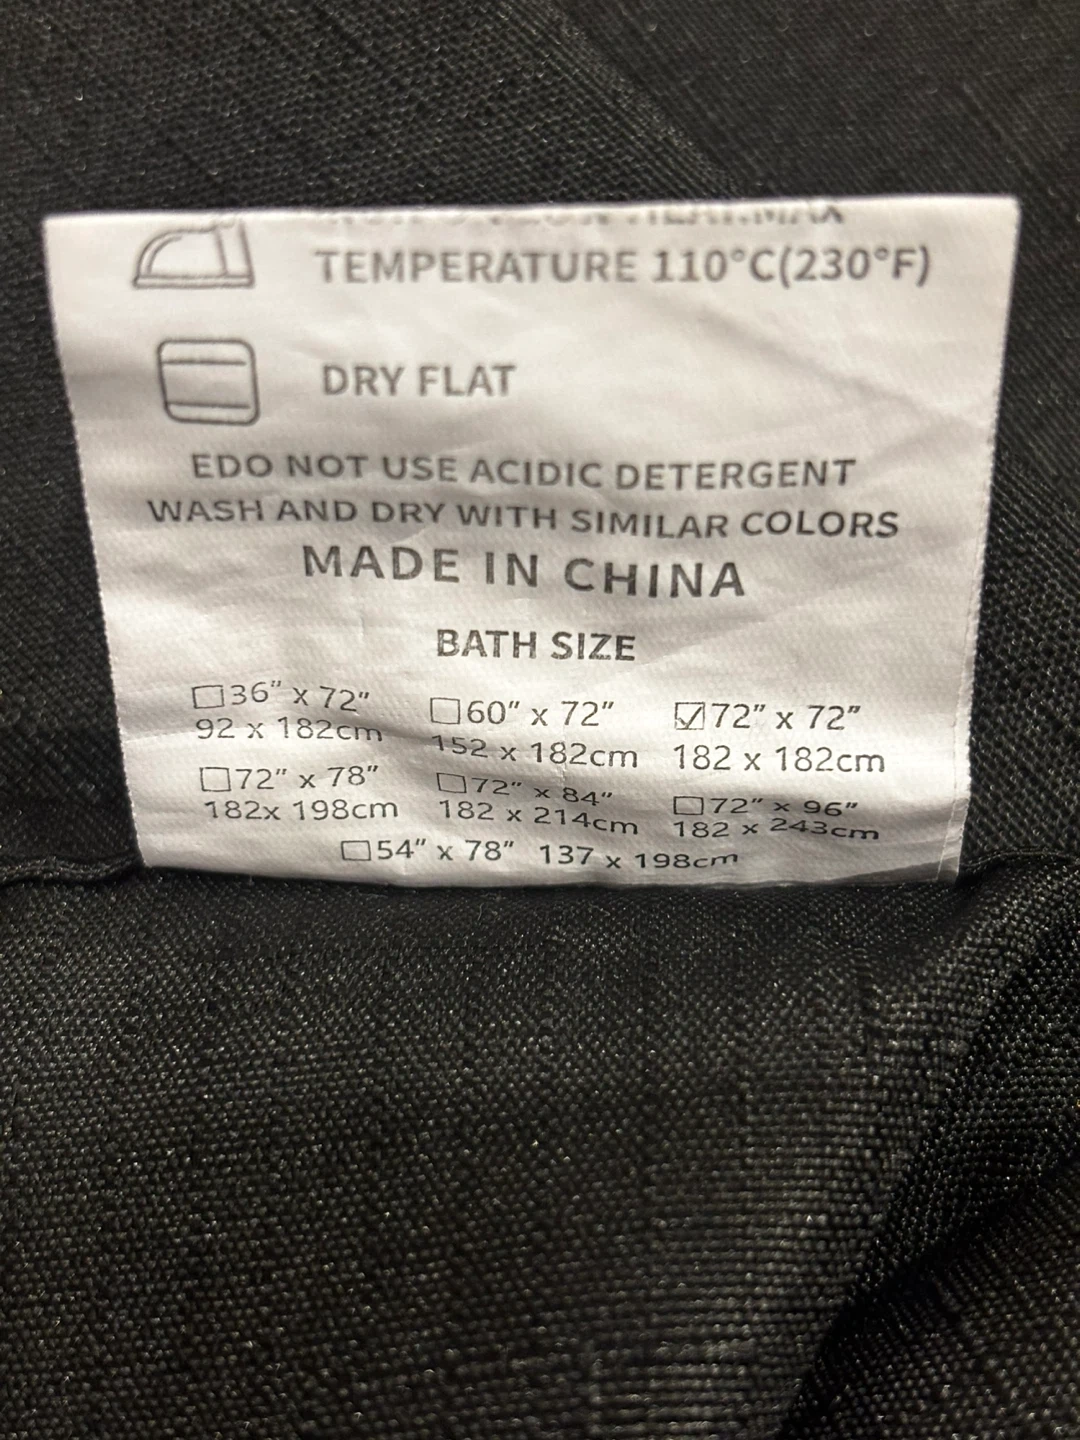 TEMPERATURE 110°C(230°F)
DRY FLAT
EDO NOT USE ACIDIC DETERGENT
WASH AND DRY WITH SIMILAR COLORS
MADE IN CHINA
BATH SIZE
☐36" x 72" ☐60" x 72" ☑72" x 72"
92 x 182cm 152 x 182cm 182 x 182cm
☐72" x 78" ☐72" x 84" ☐72" x 96"
182x 198cm 182 x 214cm 182 x 243cm
☐54" x 78" 137 x 198cm